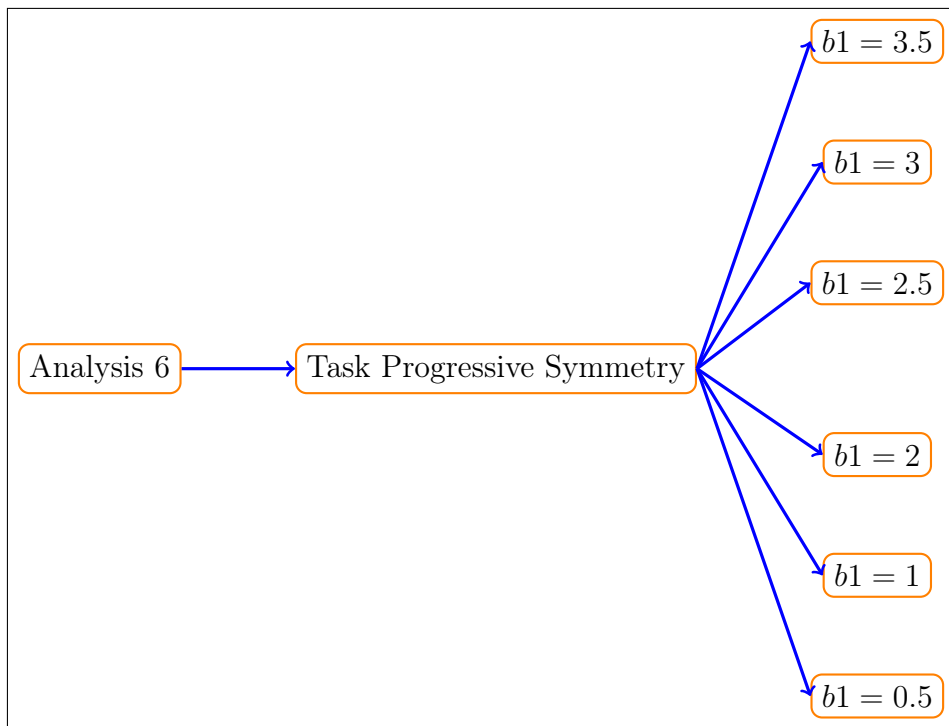 b1 = 3.5
b1 = 3
b1 = 2.5
Analysis 6
Task Progressive Symmetry
b1 = 2
b1 = 1
b1 = 0.5